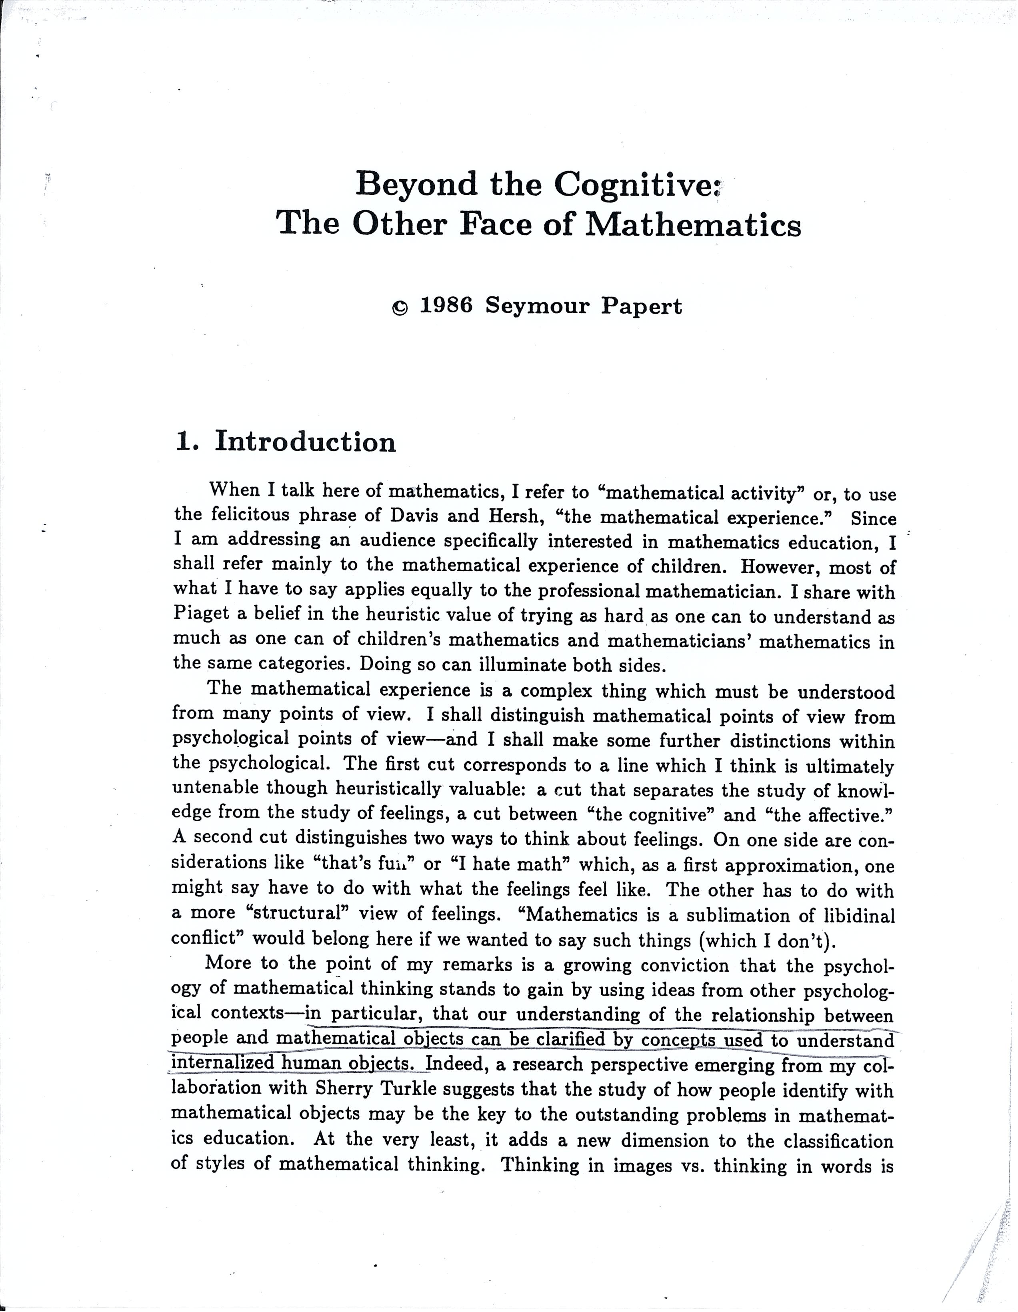 Beyond the Cognitive:
The Other Face of Mathematics
© 1986 Seymour Papert
1. Introduction
When I talk here of mathematics, I refer to “mathematical activity” or, to use
the felicitous phrase of Davis and Hersh, “the mathematical experience.” Since
I am addressing an audience specifically interested in mathematics education, I
shall refer mainly to the mathematical experience of children. However, most of
what I have to say applies equally to the professional mathematician. I share with
Piaget a belief in the heuristic value of trying as hard as one can to understand as
much as one can of children’s mathematics and mathematicians’ mathematics in
the same categories. Doing so can illuminate both sides.
The mathematical experience is a complex thing which must be understood
from many points of view. I shall distinguish mathematical points of view from
psychological points of view—and I shall make some further distinctions within
the psychological. The first cut corresponds to a line which I think is ultimately
untenable though heuristically valuable: a cut that separates the study of knowl-
edge from the study of feelings, a cut between “the cognitive” and “the affective.”
A second cut distinguishes two ways to think about feelings. On one side are con-
siderations like “that’s fun” or “I hate math” which, as a first approximation, one
might say have to do with what the feelings feel like. The other has to do with
a more “structural” view of feelings. “Mathematics is a sublimation of libidinal
conflict” would belong here if we wanted to say such things (which I don’t).
More to the point of my remarks is a growing conviction that the psychol-
ogy of mathematical thinking stands to gain by using ideas from other psycholog-
ical contexts—in particular, that our understanding of the relationship between
people and mathematical objects can be clarified by concepts used to understand
internalized human objects. Indeed, a research perspective emerging from my col-
laboration with Sherry Turkle suggests that the study of how people identify with
mathematical objects may be the key to the outstanding problems in mathemat-
ics education. At the very least, it adds a new dimension to the classification
of styles of mathematical thinking. Thinking in images vs. thinking in words is